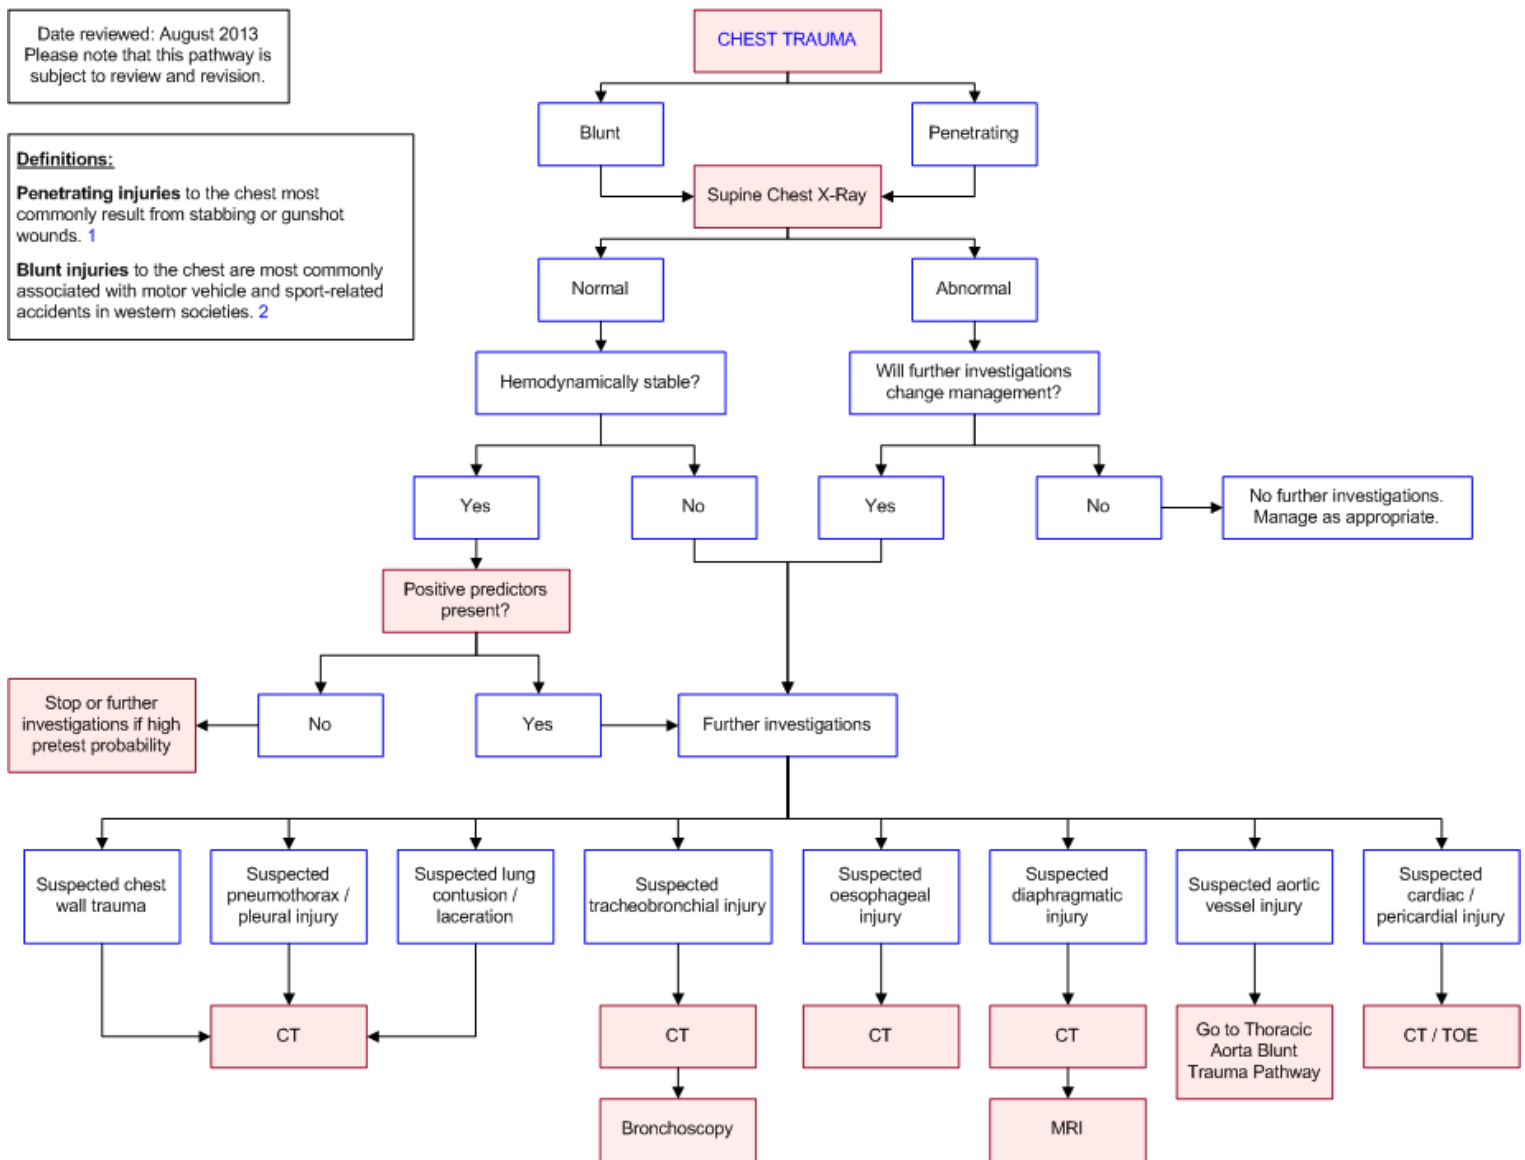 Date reviewed: August 2013
Please note that this pathway is
subject to review and revision.
CHEST TRAUMA
Blunt
Penetrating
Definitions:
Penetrating injuries to the chest most
commonly result from stabbing or gunshot
wounds. 1
Blunt injuries to the chest are most commonly
associated with motor vehicle and sport-related
accidents in western societies. 2
Supine Chest X-Ray
Normal
Abnormal
Hemodynamically stable?
Will further investigations
change management?
Yes
No
Yes
No
No further investigations.
Manage as appropriate.
Positive predictors
present?
Stop or further
investigations if high
pretest probability
No
Yes
Further investigations
Suspected chest
wall trauma
Suspected
pneumothorax /
pleural injury
Suspected lung
contusion /
laceration
Suspected
tracheobronchial injury
Suspected
oesophageal
injury
Suspected
diaphragmatic
injury
Suspected aortic
vessel injury
Suspected
cardiac /
pericardial injury
CT
CT
CT
CT
Go to Thoracic
Aorta Blunt
Trauma Pathway
CT / TOE
Bronchoscopy
MRI